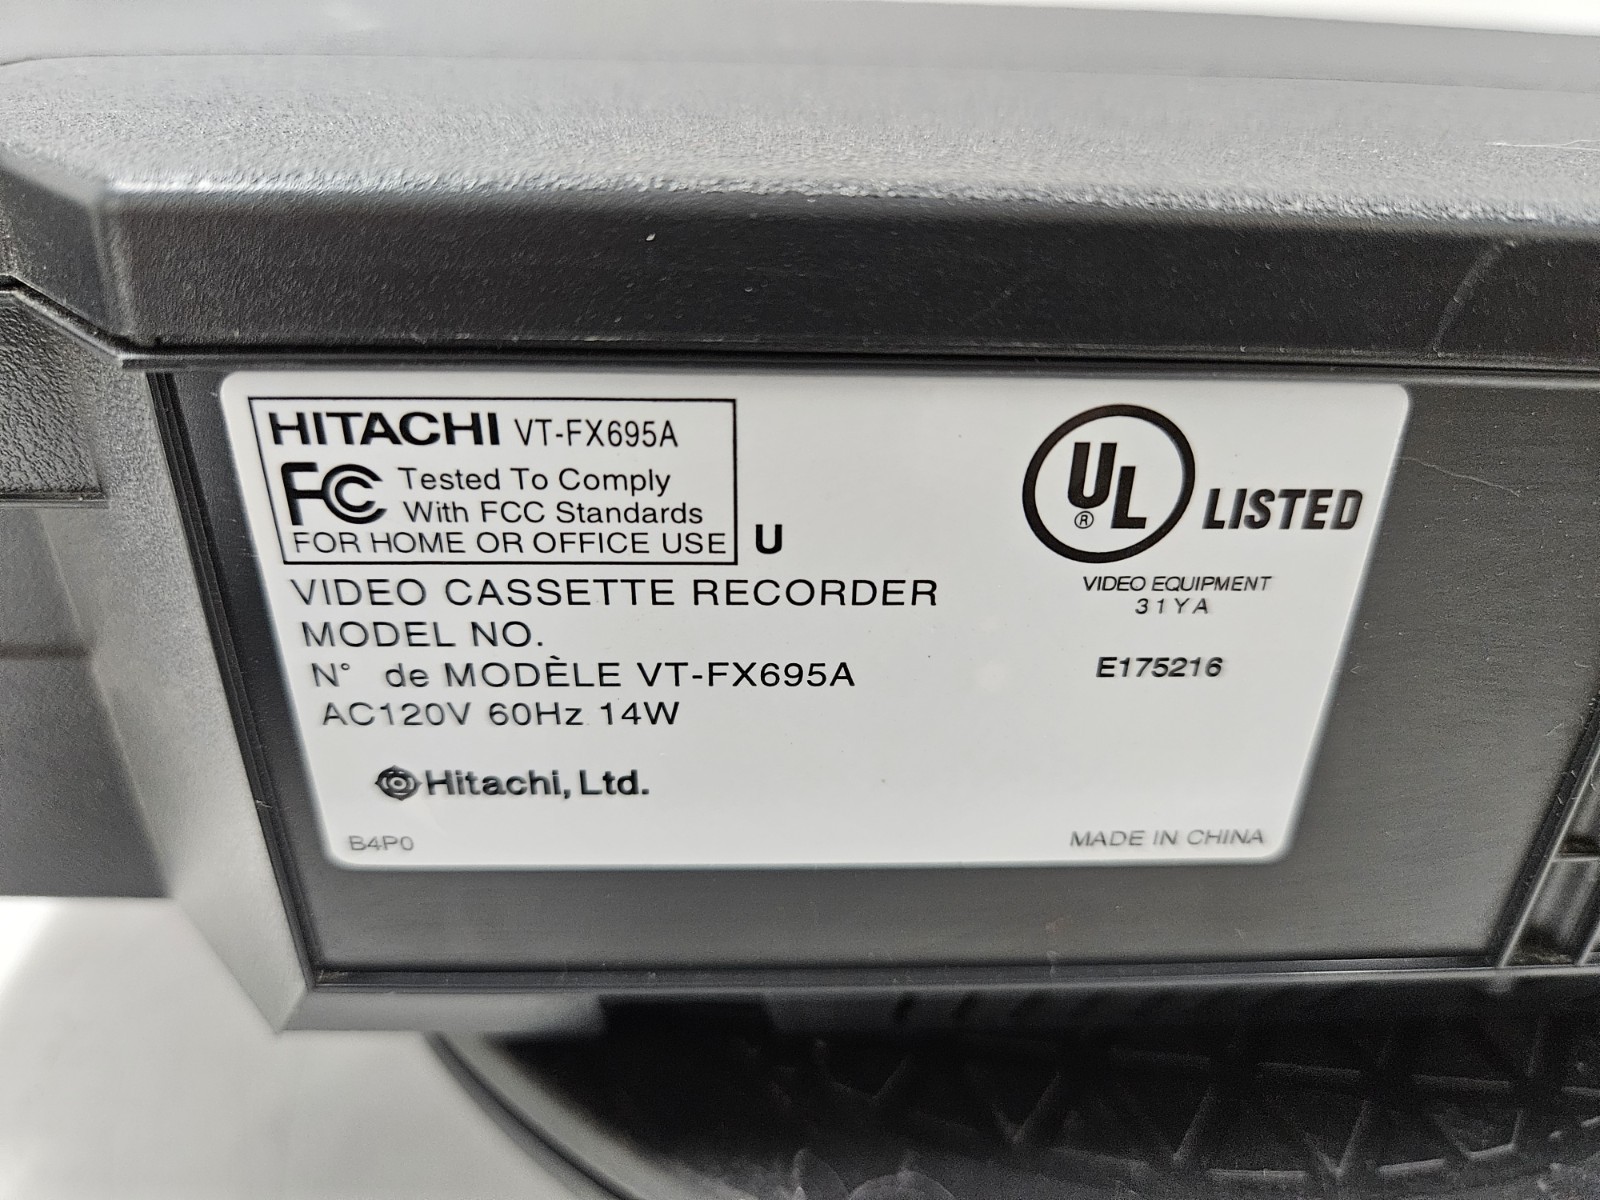 HITACHI VT-FX695A
FC Tested To Comply
With FCC Standards
FOR HOME OR OFFICE USE
U
VIDEO CASSETTE RECORDER
MODEL NO.
N° de MODÈLE VT-FX695A
AC120V 60Hz 14W
Hitachi, Ltd.
B4P0
UL® LISTED
VIDEO EQUIPMENT
31YA
E175216
MADE IN CHINA